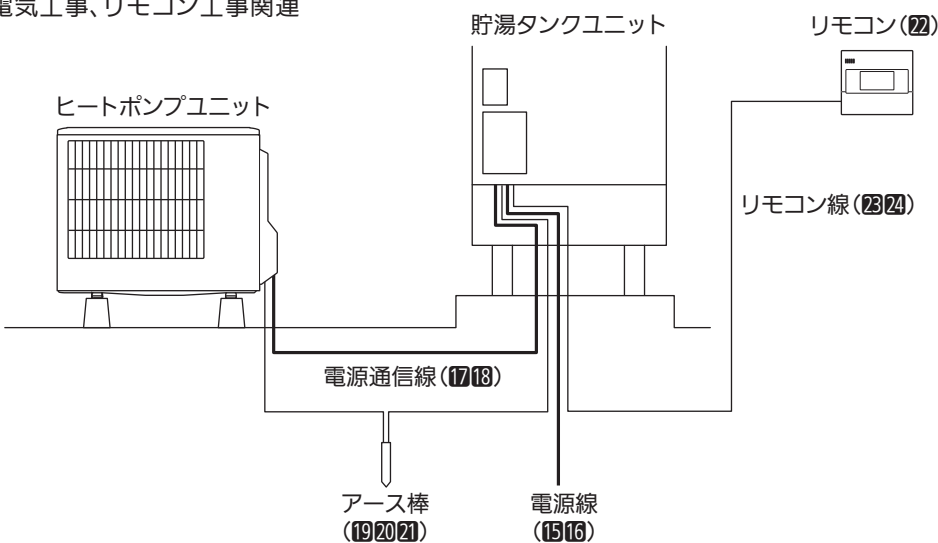 電気工事、リモコン工事関連
貯湯タンクユニット
リモコン（22）
ヒートポンプユニット
リモコン線（2324）
電源通信線（1718）
アース棒
（192021）
電源線
（1516）